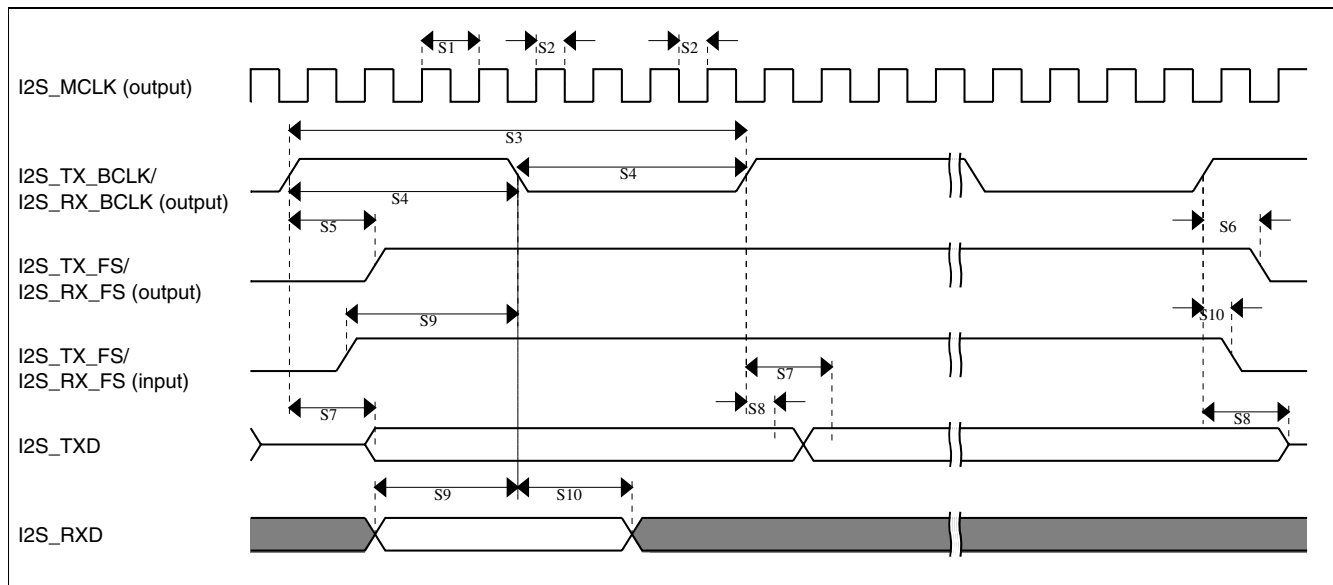 S1
S2
S2
I2S_MCLK (output)
S3
I2S_TX_BCLK/
I2S_RX_BCLK (output)
S4
S4
S5
S6
I2S_TX_FS/
I2S_RX_FS (output)
S9
S10
I2S_TX_FS/
I2S_RX_FS (input)
S7
S7
S8
S8
I2S_TXD
S9
S10
I2S_RXD